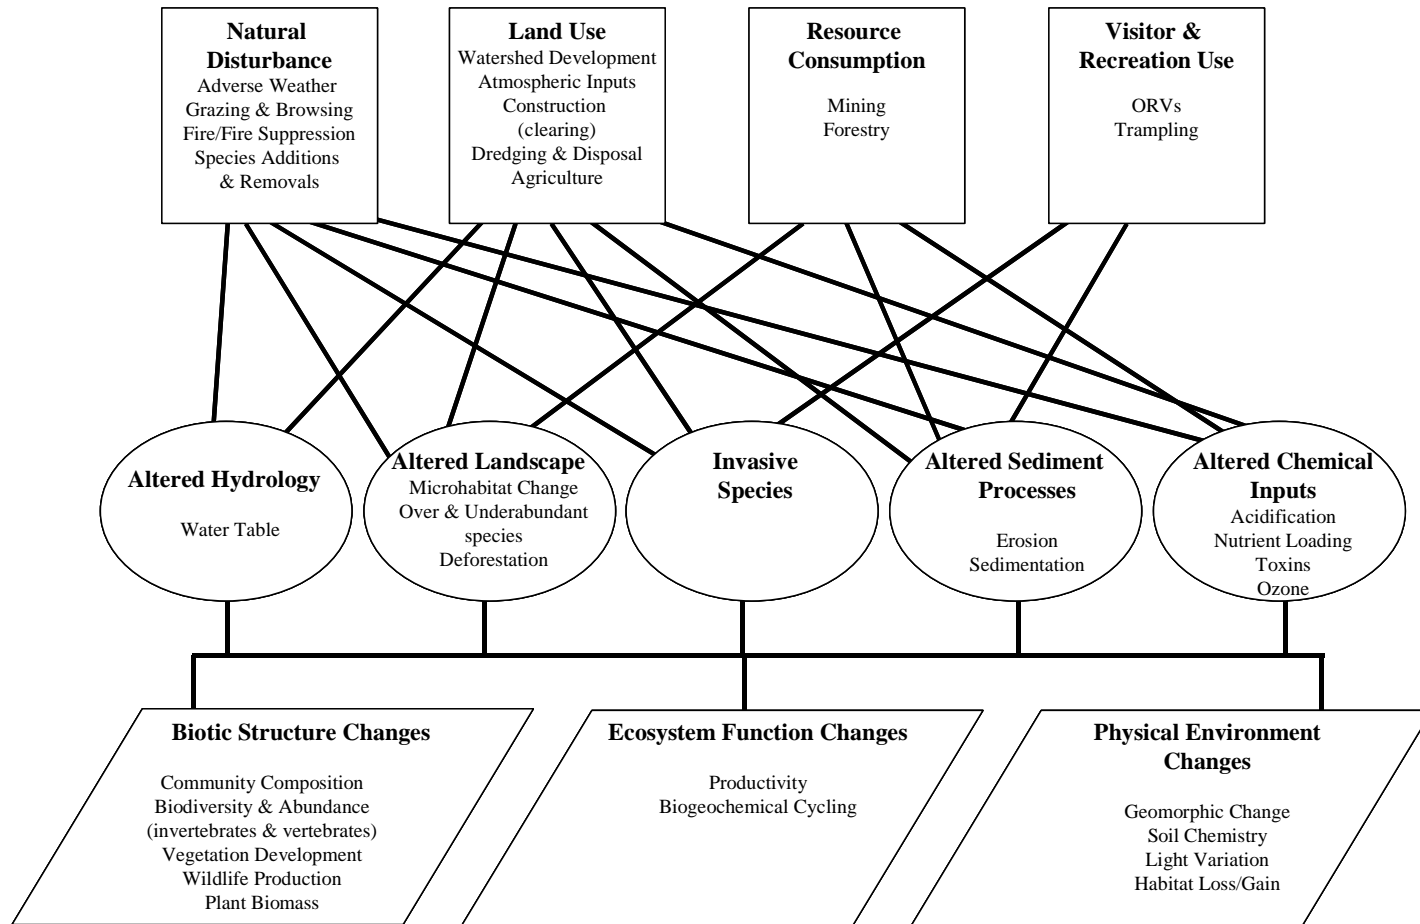 Natural
Disturbance
Adverse Weather
Grazing & Browsing
Fire/Fire Suppression
Species Additions
& Removals
Land Use
Watershed Development
Atmospheric Inputs
Construction
(clearing)
Dredging & Disposal
Agriculture
Resource
Consumption
Mining
Forestry
Visitor &
Recreation Use
ORVs
Trampling
Altered Hydrology
Water Table
Altered Landscape
Microhabitat Change
Over & Underabundant
species
Deforestation
Invasive
Species
Altered Sediment
Processes
Erosion
Sedimentation
Altered Chemical
Inputs
Acidification
Nutrient Loading
Toxins
Ozone
Biotic Structure Changes
Community Composition
Biodiversity & Abundance
(invertebrates & vertebrates)
Vegetation Development
Wildlife Production
Plant Biomass
Ecosystem Function Changes
Productivity
Biogeochemical Cycling
Physical Environment
Changes
Geomorphic Change
Soil Chemistry
Light Variation
Habitat Loss/Gain